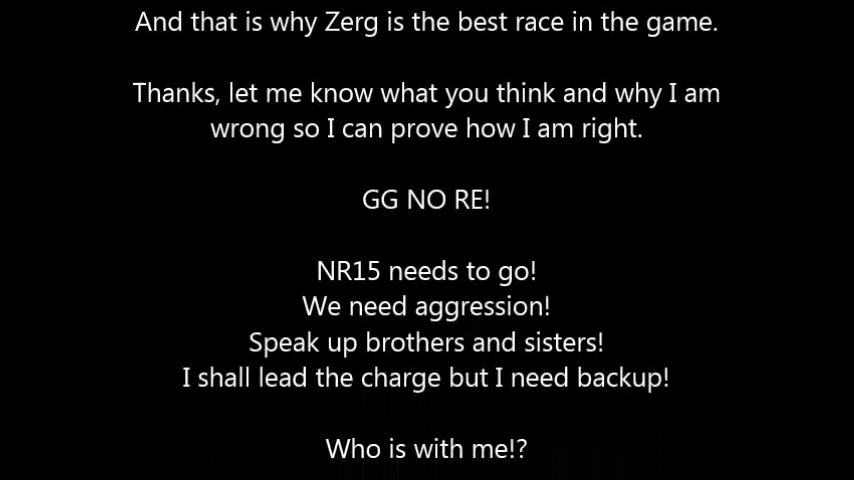 And that is why Zerg is the best race in the game.
Thanks, let me know what you think and why I am
wrong so I can prove how I am right.
GG NO RE!
NR15 needs to go!
We need aggression!
Speak up brothers and sisters!
I shall lead the charge but I need backup!
Who is with me!?